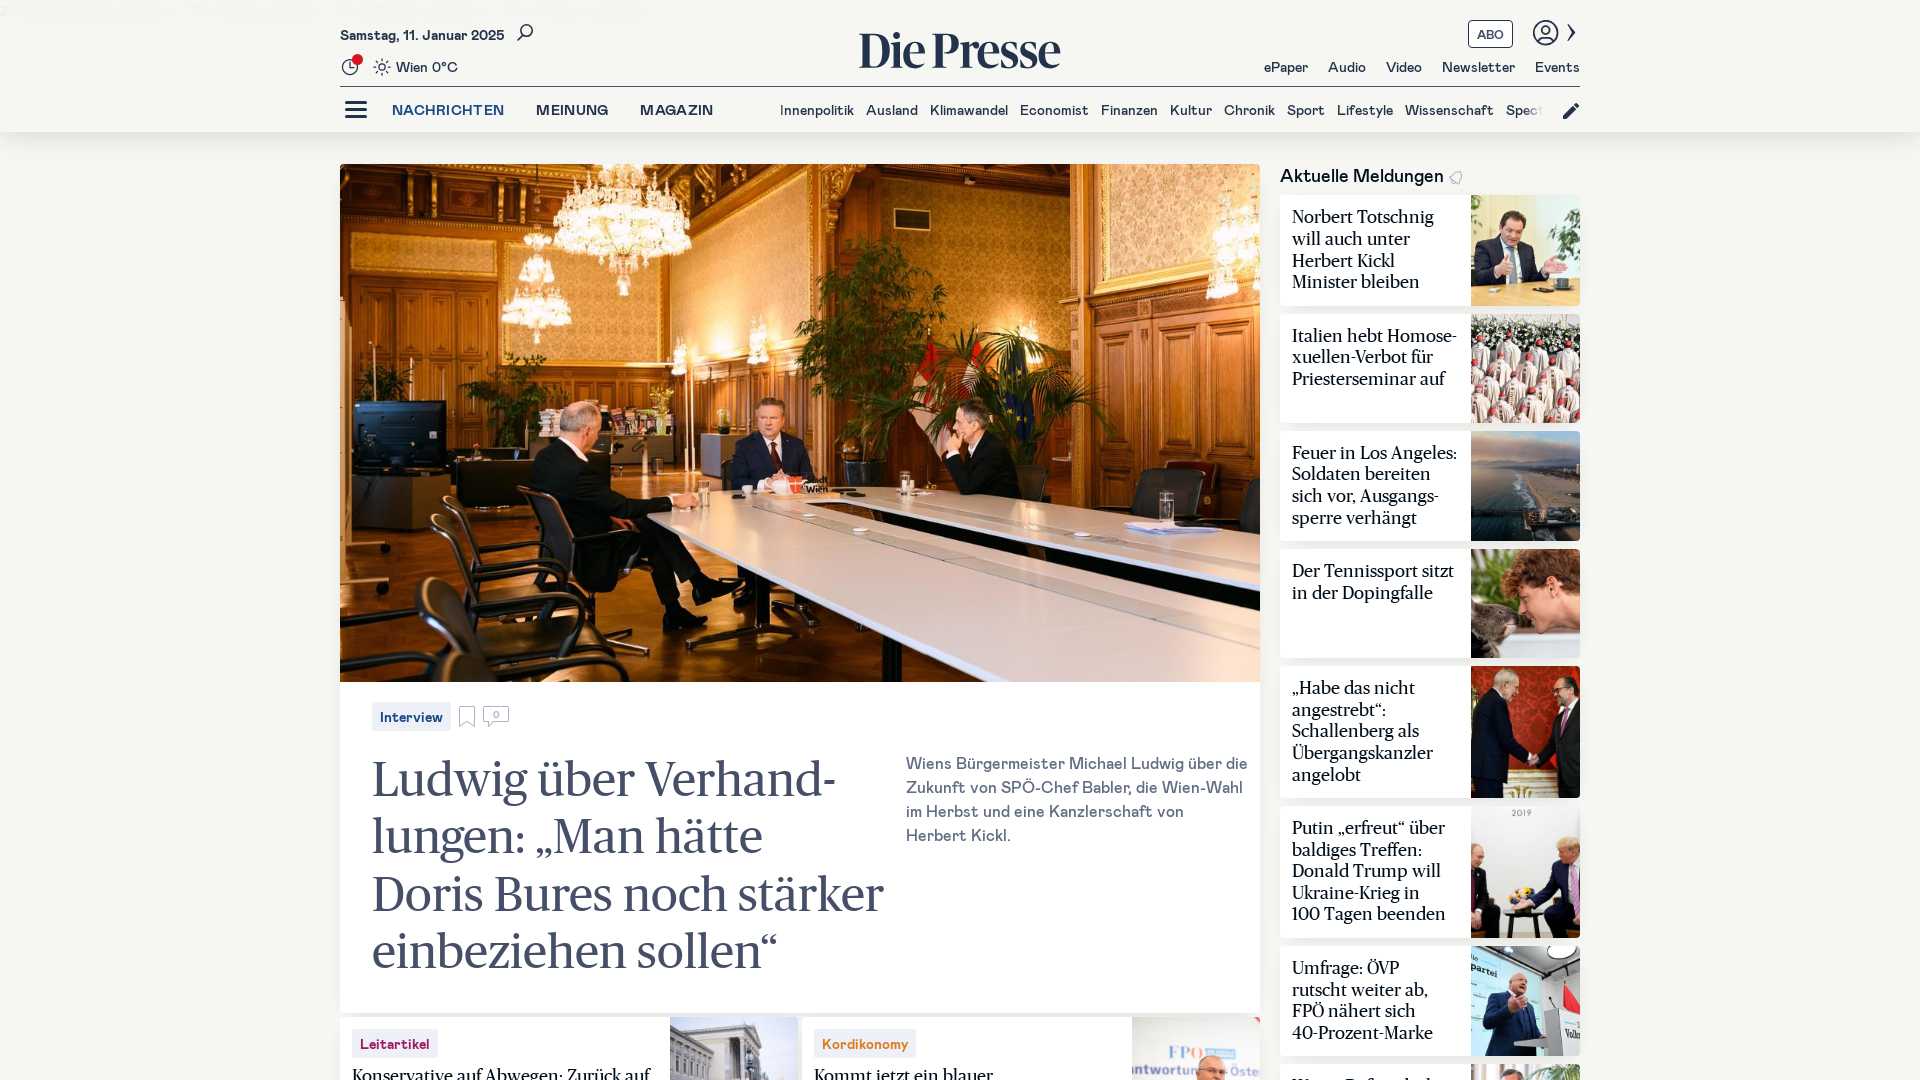 Samstag, 11. Januar 2025
Die Presse
ABO
Wien 0°C
ePaper Audio Video Newsletter Events
NACHRICHTEN MEINUNG MAGAZIN
Innenpolitik Ausland Klimawandel Economist Finanzen Kultur Chronik Sport Lifestyle Wissenschaft Spect
Interview
0
Ludwig über Verhand-
lungen: „Man hätte
Doris Bures noch stärker
einbeziehen sollen“
Wiens Bürgermeister Michael Ludwig über die
Zukunft von SPÖ-Chef Babler, die Wien-Wahl
im Herbst und eine Kanzlerschaft von
Herbert Kickl.
Leitartikel
Konservative auf Abwegen: Zurück auf
Kordikonomy
Kommt jetzt ein blauer
Aktuelle Meldungen
Norbert Totschnig
will auch unter
Herbert Kickl
Minister bleiben
Italien hebt Homose-
xuellen-Verbot für
Priesterseminar auf
Feuer in Los Angeles:
Soldaten bereiten
sich vor, Ausgangs-
sperre verhängt
Der Tennissport sitzt
in der Dopingfalle
„Habe das nicht
angestrebt“:
Schallenberg als
Übergangskanzler
angelobt
Putin „erfreut“ über
baldiges Treffen:
Donald Trump will
Ukraine-Krieg in
100 Tagen beenden
2019
Umfrage: ÖVP
rutscht weiter ab,
FPÖ nähert sich
40-Prozent-Marke